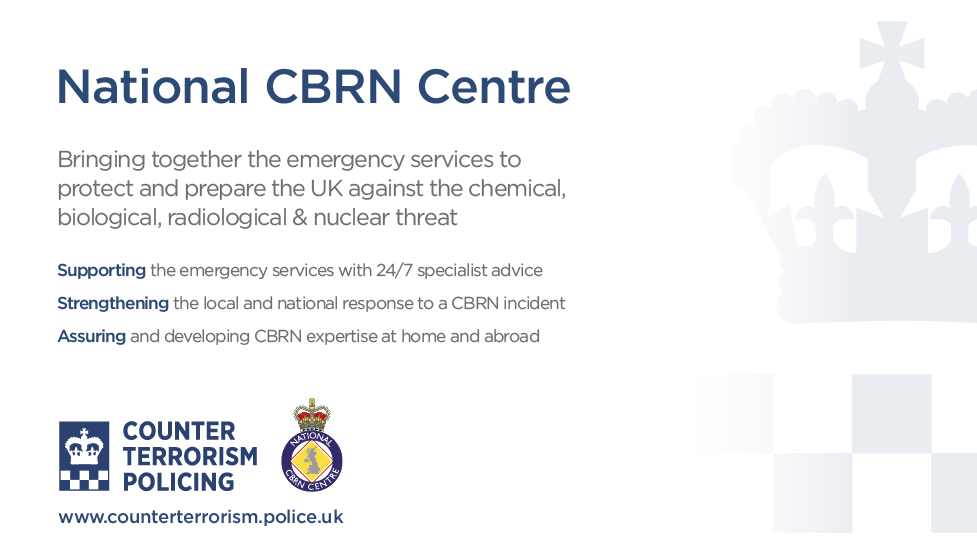 National CBRN Centre
Bringing together the emergency services to
protect and prepare the UK against the chemical,
biological, radiological & nuclear threat
Supporting the emergency services with 24/7 specialist advice
Strengthening the local and national response to a CBRN incident
Assuring and developing CBRN expertise at home and abroad
COUNTER
TERRORISM
POLICING
NATIONAL
CBRN CENTRE
www.counterterrorism.police.uk